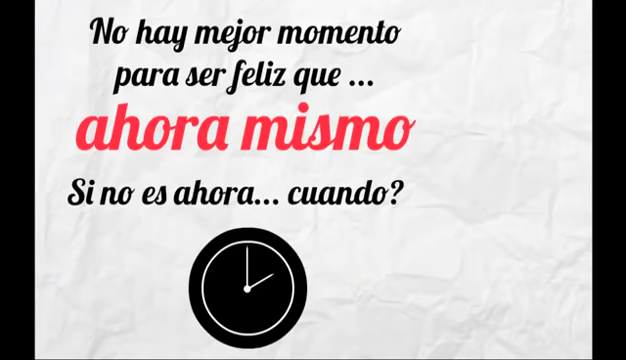 No hay mejor momento
para ser feliz que ...
ahora mismo
Si no es ahora... cuando?